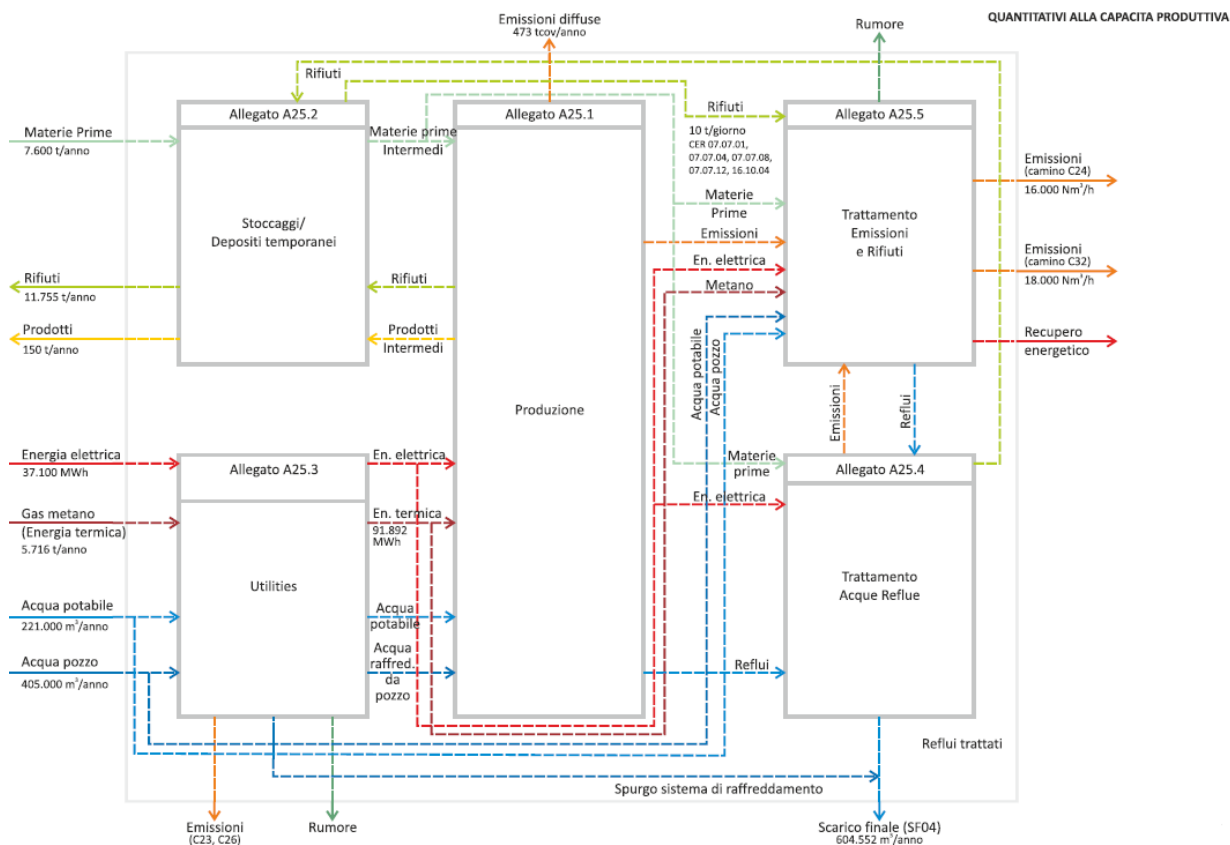 Emissioni diffuse
473 tcov/anno
Rumore
QUANTITATIVI ALLA CAPACITA PRODUTTIVA
Rifiuti
Allegato A25.2
Allegato A25.1
Rifiuti
Allegato A25.5
Materie Prime
7.600 t/anno
Materie prime
Intermedi
10 t/giorno
CER 07.07.01,
07.07.04, 07.07.08,
07.07.12, 16.10.04
Emissioni
(camino C24)
16.000 Nm³/h
Stoccaggi/
Depositi temporanei
Materie
Prime
Trattamento
Emissioni
e Rifiuti
Emissioni
En. elettrica
Emissioni
(camino C32)
18.000 Nm³/h
Rifiuti
11.755 t/anno
Rifiuti
Metano
Prodotti
150 t/anno
Prodotti
Intermedi
Acqua potabile
Acqua pozzo
Recupero
energetico
Produzione
Emissioni
Reflui
Energia elettrica
37.100 MWh
Allegato A25.3
En. elettrica
Materie
prime
Allegato A25.4
En. elettrica
Gas metano
(Energia termica)
5.716 t/anno
En. termica
91.892
MWh
Utilities
Trattamento
Acque Reflue
Acqua potabile
221.000 m³/anno
Acqua
potabile
Acqua pozzo
405.000 m³/anno
Acqua
raffred.
da
pozzo
Reflui
Reflui trattati
Spurgo sistema di raffreddamento
Emissioni
(C23, C26)
Rumore
Scarico finale (SF04)
604.552 m³/anno